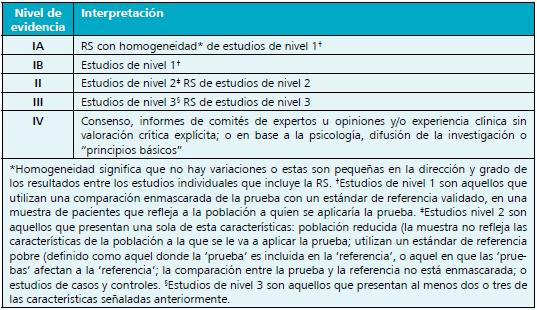 Nivel de evidencia Interpretación
IA RS con homogeneidad* de estudios de nivel 1†
IB Estudios de nivel 1†
II Estudios de nivel 2‡ RS de estudios de nivel 2
III Estudios de nivel 3§ RS de estudios de nivel 3
IV Consenso, informes de comités de expertos u opiniones y/o experiencia clínica sin
valoración crítica explícita; o en base a la psicología, difusión de la investigación o
“principios básicos”
*Homogeneidad significa que no hay variaciones o estas son pequeñas en la dirección y grado de
los resultados entre los estudios individuales que incluye la RS. †Estudios de nivel 1 son aquellos que
utilizan una comparación enmascarada de la prueba con un estándar de referencia validado, en una
muestra de pacientes que refleja a la población a quien se aplicaría la prueba. ‡Estudios nivel 2 son
aquellos que presentan una sola de esta características: población reducida (la muestra no refleja las
características de la población a la que se le va a aplicar la prueba; utilizan un estándar de referencia
pobre (definido como aquel donde la ‘prueba’ es incluida en la ‘referencia’, o aquel en que las ‘prue-
bas’ afectan a la ‘referencia’; la comparación entre la prueba y la referencia no está enmascarada; o
estudios de casos y controles. §Estudios de nivel 3 son aquellos que presentan al menos dos o tres de
las características señaladas anteriormente.